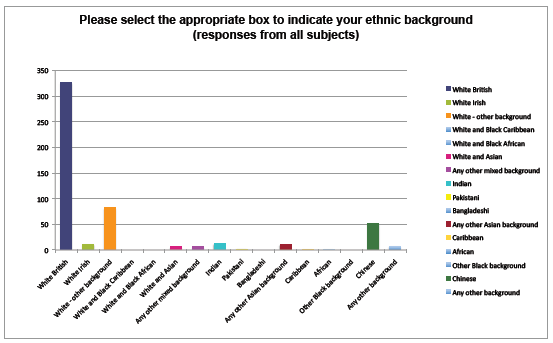 Please select the appropriate box to indicate your ethnic background
(responses from all subjects)
350
300
250
200
150
100
50
0
White British
White Irish
White - other background
White and Black Caribbean
White and Black African
White and Asian
Any other mixed background
Indian
Pakistani
Bangladeshi
Any other Asian background
Caribbean
African
Other Black background
Chinese
Any other background
White British
White Irish
White - other background
White and Black Caribbean
White and Black African
White and Asian
Any other mixed background
Indian
Pakistani
Bangladeshi
Any other Asian background
Caribbean
African
Other Black background
Chinese
Any other background